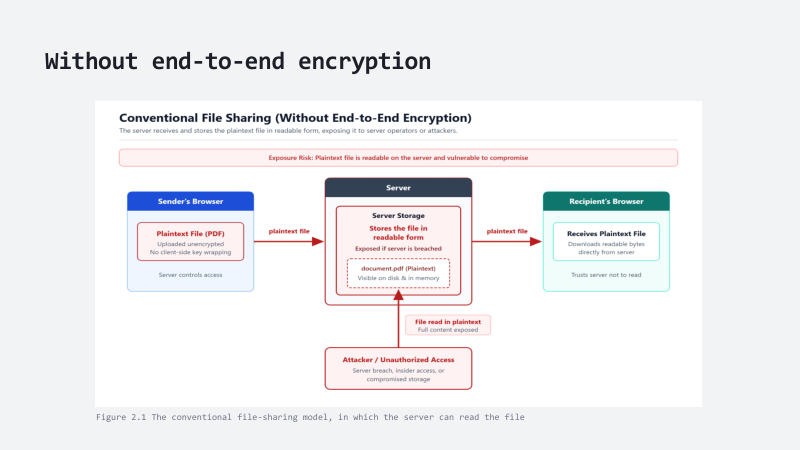 Without end-to-end encryption
Conventional File Sharing (Without End-to-End Encryption)
The server receives and stores the plaintext file in readable form, exposing it to server operators or attackers.
Exposure Risk: Plaintext file is readable on the server and vulnerable to compromise
Sender's Browser
Plaintext File (PDF)
Uploaded unencrypted
No client-side key wrapping
Server controls access
plaintext file
Server
Server Storage
Stores the file in
readable form
Exposed if server is breached
document.pdf (Plaintext)
Visible on disk & in memory
plaintext file
Recipient's Browser
Receives Plaintext File
Downloads readable bytes
directly from server
Trusts server not to read
File read in plaintext
Full content exposed
Attacker / Unauthorized Access
Server breach, insider access, or
compromised storage
Figure 2.1 The conventional file-sharing model, in which the server can read the file